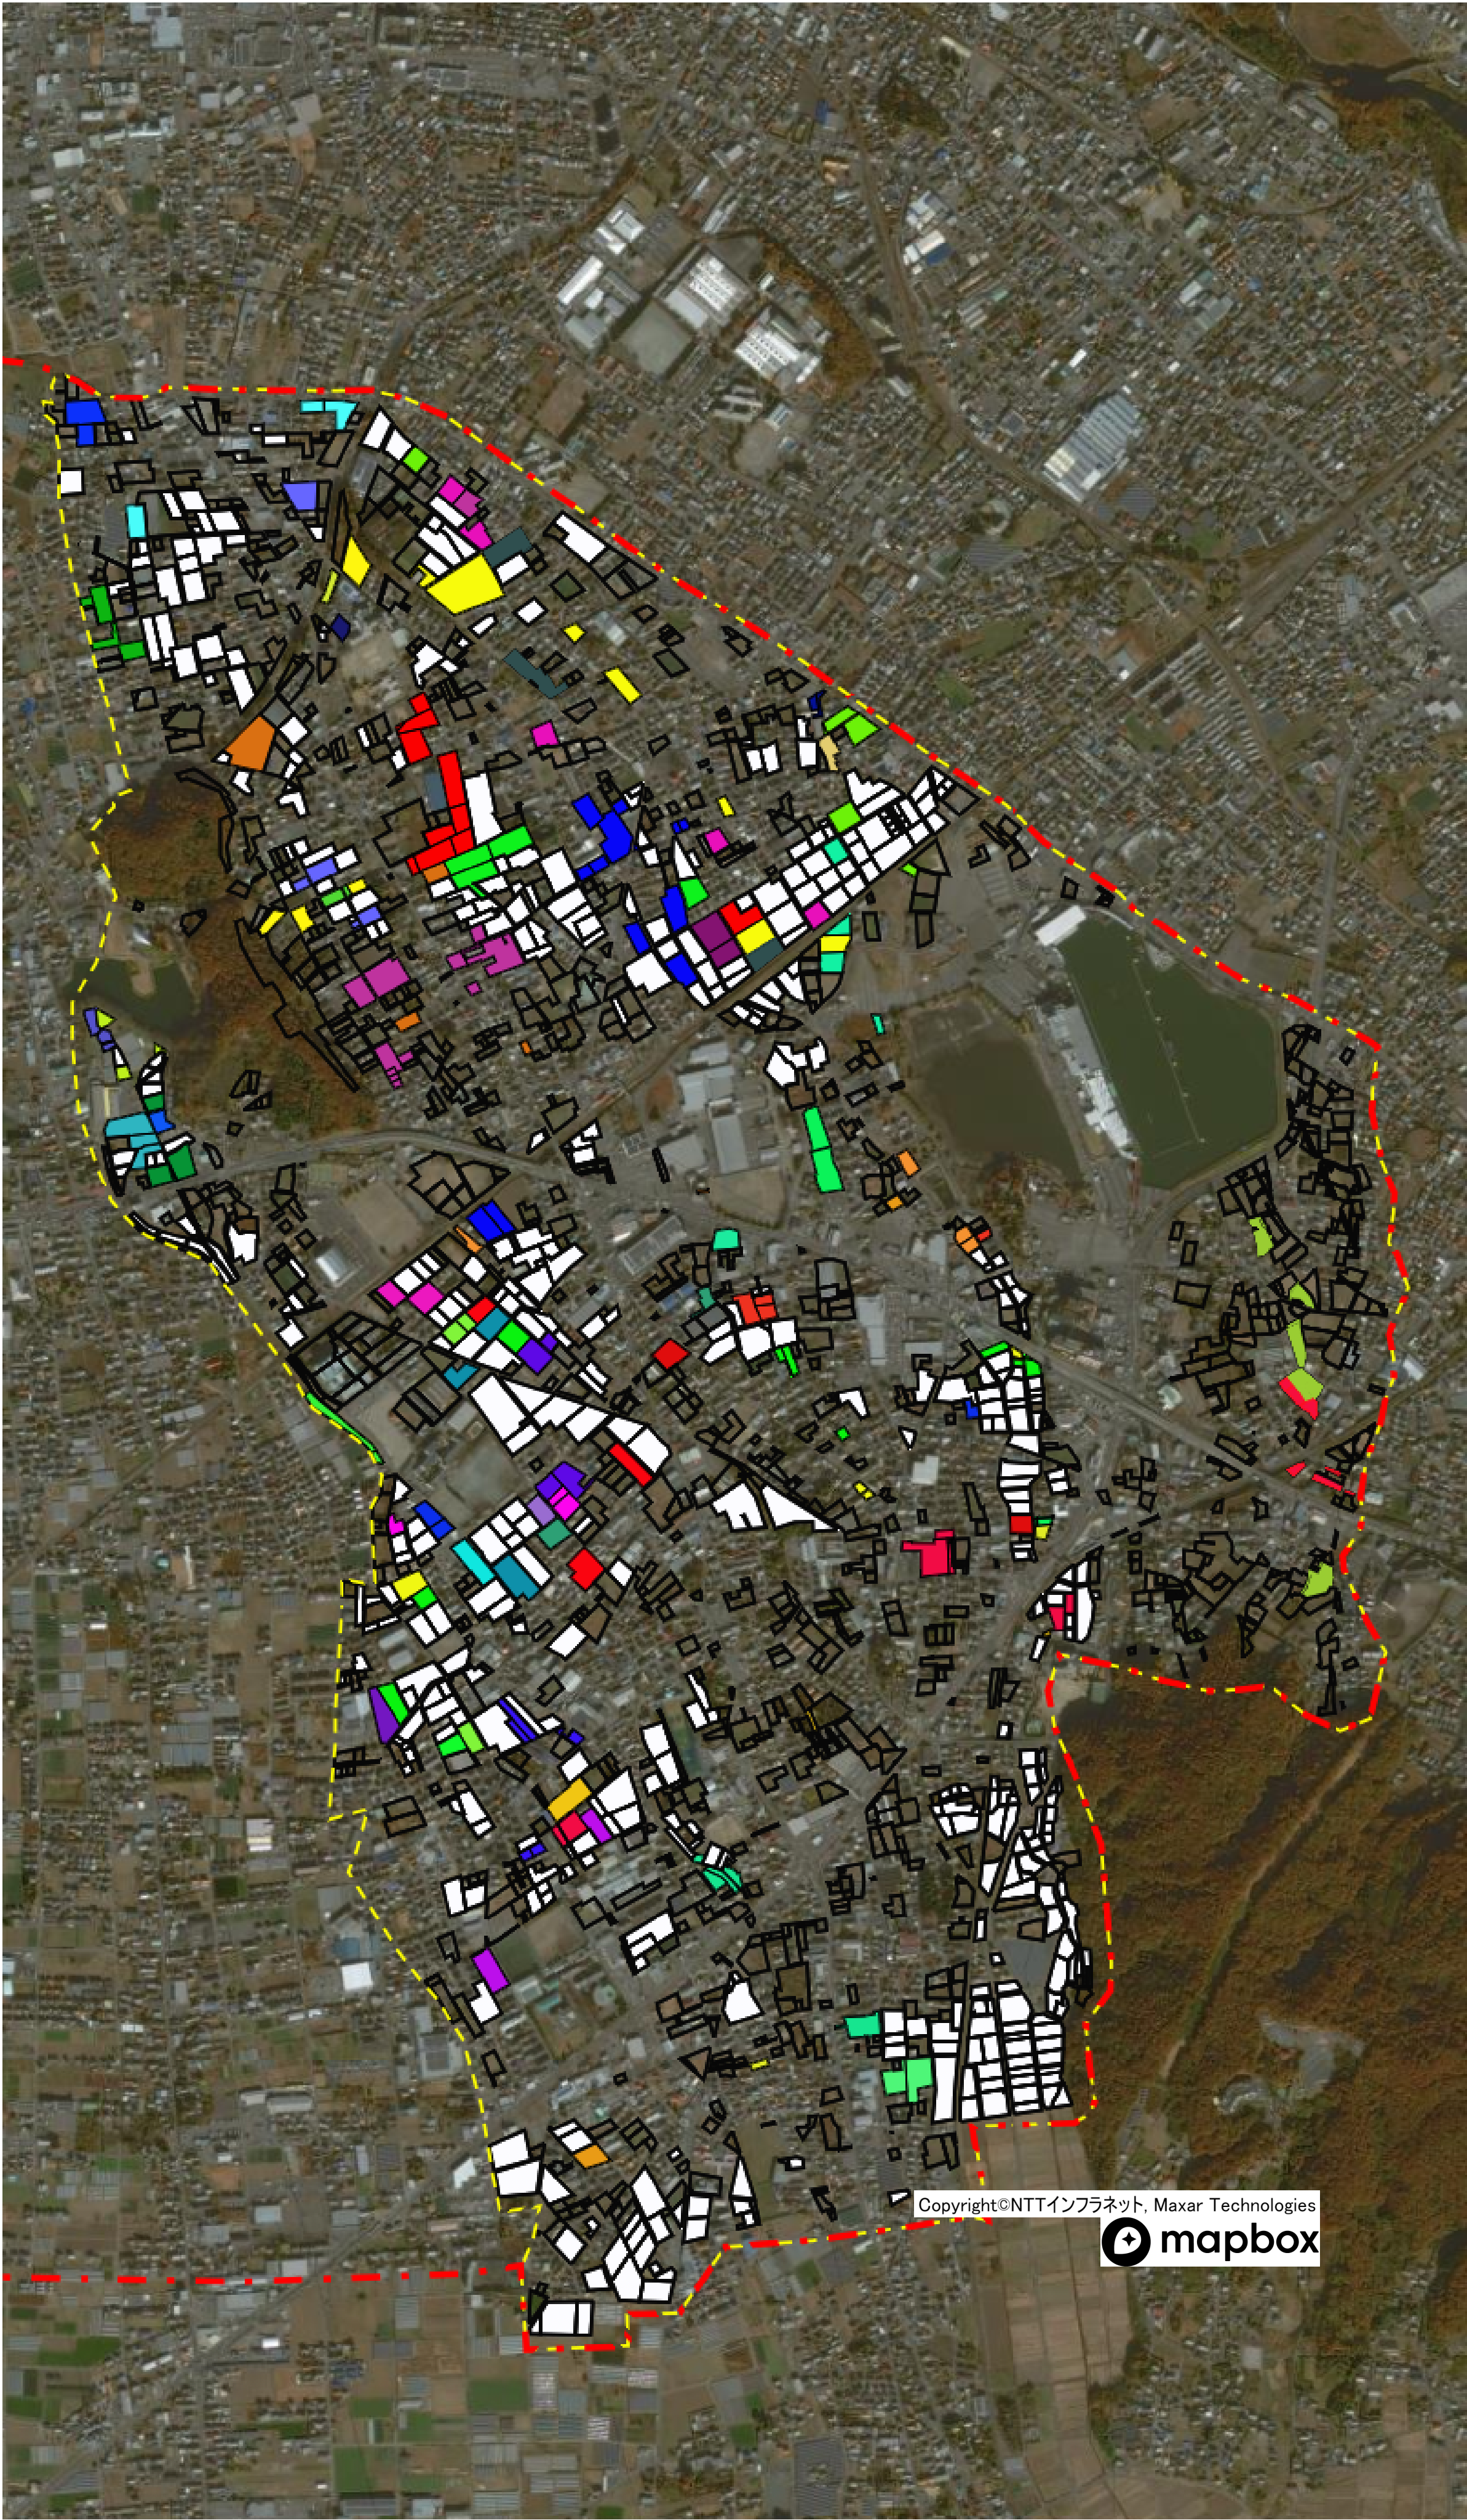 Copyright©NTTインフラネット, Maxar Technologies
mapbox